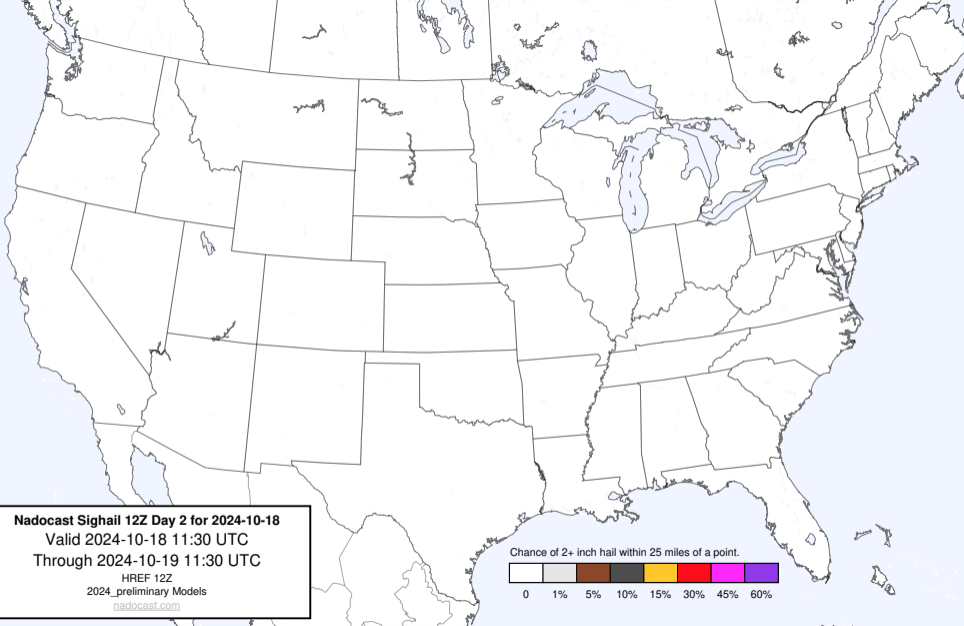 Nadocast Sighail 12Z Day 2 for 2024-10-18
Valid 2024-10-18 11:30 UTC
Through 2024-10-19 11:30 UTC
HREF 12Z
2024_preliminary Models
nadocast.com
Chance of 2+ inch hail within 25 miles of a point.
0 1% 5% 10% 15% 30% 45% 60%